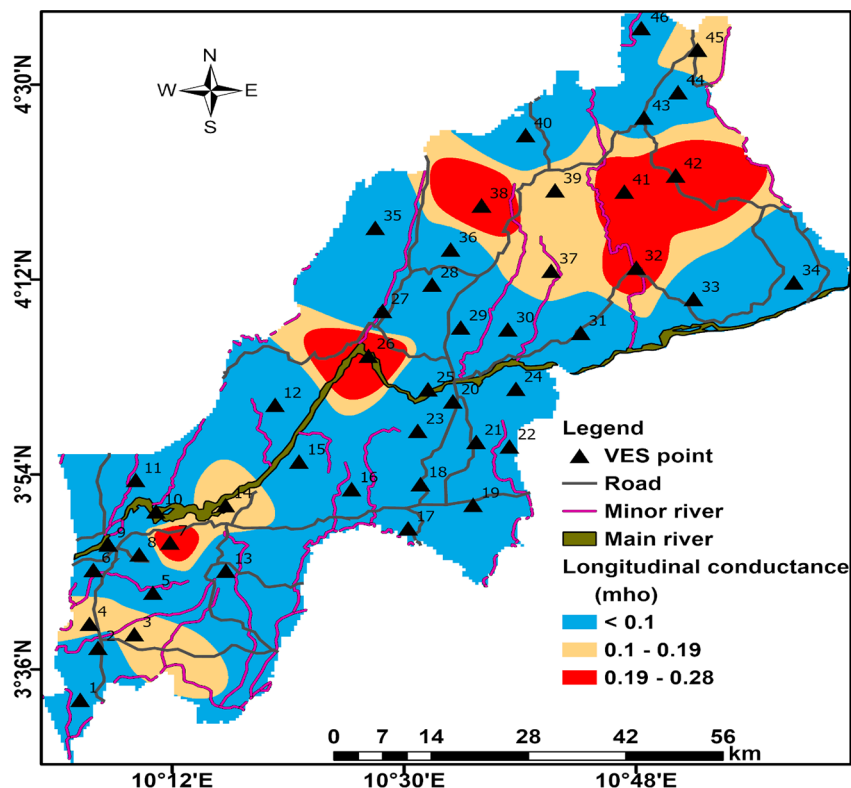 46
45
N
4°30'N
W E
44
S
43
40
42
38
39
41
35
36
37
32
4°12'N
28
34
27
33
29
30
31
26
25
24
12
20
23
21
22
Legend
VES point
15
3°54'N
11
18
Road
16
14
19
Minor river
10
17
Main river
9
7
8
6
13
Longitudinal conductance
5
(mho)
4
< 0.1
3
2
0.1 - 0.19
3°36'N
0.19 - 0.28
1
0 7 14 28 42 56
km
10°12'E 10°30'E 10°48'E